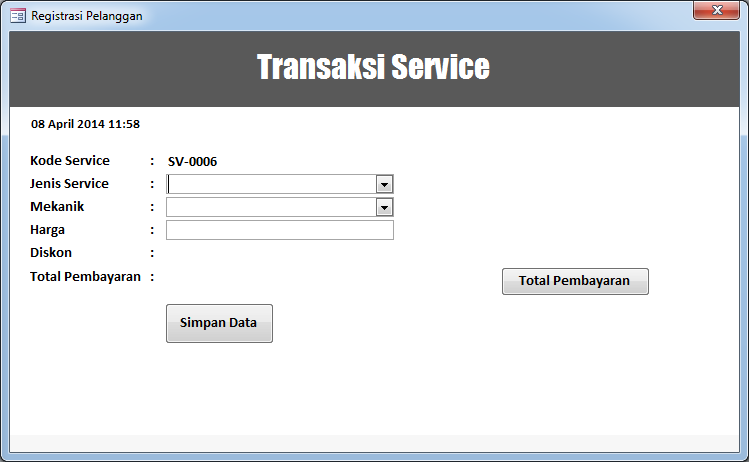 Registrasi Pelanggan
Transaksi Service
08 April 2014 11:58
Kode Service : SV-0006
Jenis Service :
Mekanik :
Harga :
Diskon :
Total Pembayaran :
Total Pembayaran
Simpan Data